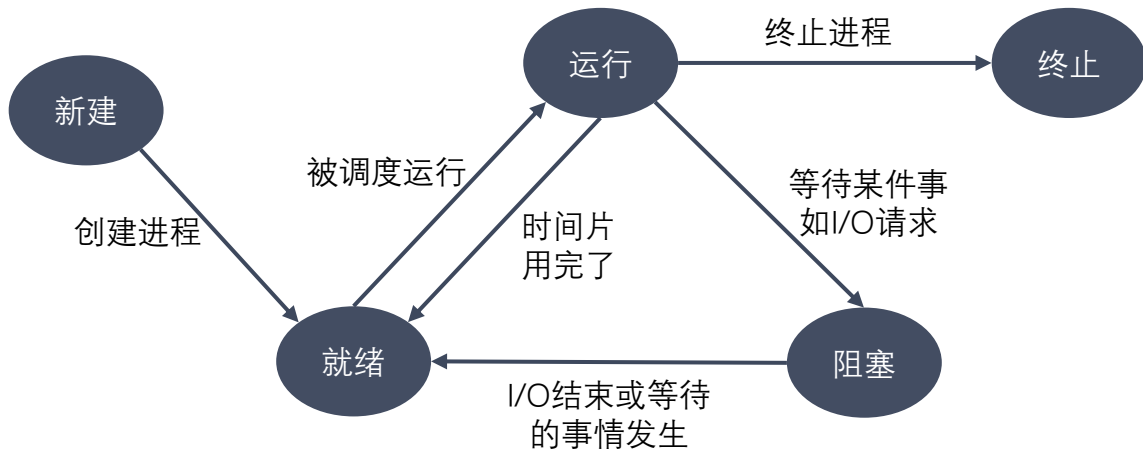 运行
终止进程
终止
新建
被调度运行
等待某件事
如I/O请求
创建进程
时间片
用完了
就绪
阻塞
I/O结束或等待
的事情发生